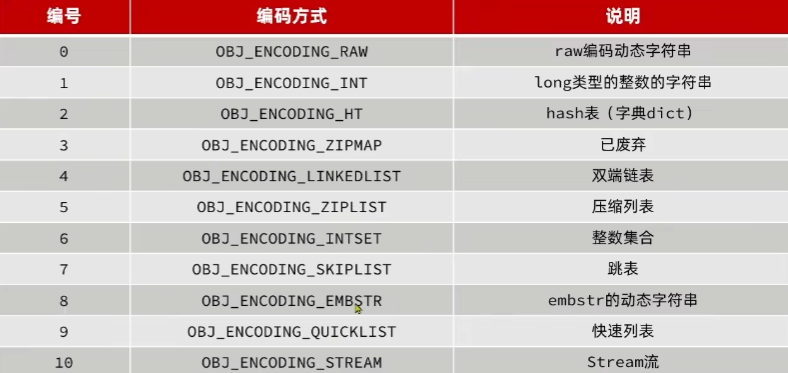 编号 编码方式 说明
0 OBJ_ENCODING_RAW raw编码动态字符串
1 OBJ_ENCODING_INT long类型的整数的字符串
2 OBJ_ENCODING_HT hash表（字典dict）
3 OBJ_ENCODING_ZIPMAP 已废弃
4 OBJ_ENCODING_LINKEDLIST 双端链表
5 OBJ_ENCODING_ZIPLIST 压缩列表
6 OBJ_ENCODING_INTSET 整数集合
7 OBJ_ENCODING_SKIPLIST 跳表
8 OBJ_ENCODING_EMBSTR embstr的动态字符串
9 OBJ_ENCODING_QUICKLIST 快速列表
10 OBJ_ENCODING_STREAM Stream流